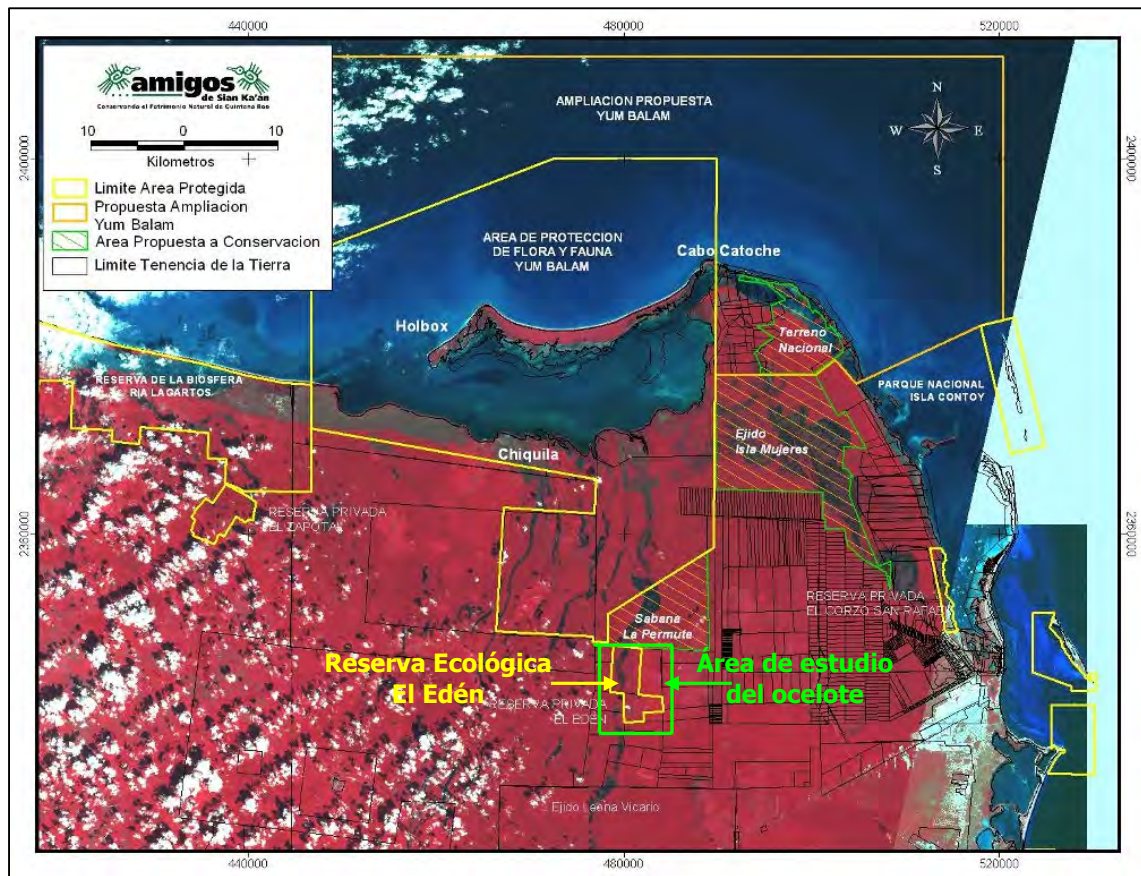 440000 480000 520000
amigos
de Sian Ka'an
Conservando el Patrimonio Natural de Quintana Roo
10 0 10
Kilometros
Limite Area Protegida
Propuesta Ampliacion
Yum Balam
Area Propuesta a Conservacion
Limite Tenencia de la Tierra
AMPLIACION PROPUESTA
YUM BALAM
N
W E
S
2400000 2400000
AREA DE PROTECCION
DE FLORA Y FAUNA
YUM BALAM
Cabo Catoche
Holbox
Terreno
Nacional
RESERVA DE LA BIOSFERA
RIA LAGARTOS
PARQUE NACIONAL
ISLA CONTOY
Ejido
Isla Mujeres
Chiquila
RESERVA PRIVADA
EL ZAPOTAL
2360000 2360000
RESERVA PRIVADA
EL CORZO SAN RAFAEL
Sabana
La Permuta
Reserva Ecológica
El Edén
Área de estudio
del ocelote
RESERVA PRIVADA
EL EDEN
Ejido Leona Vicario
440000 480000 520000